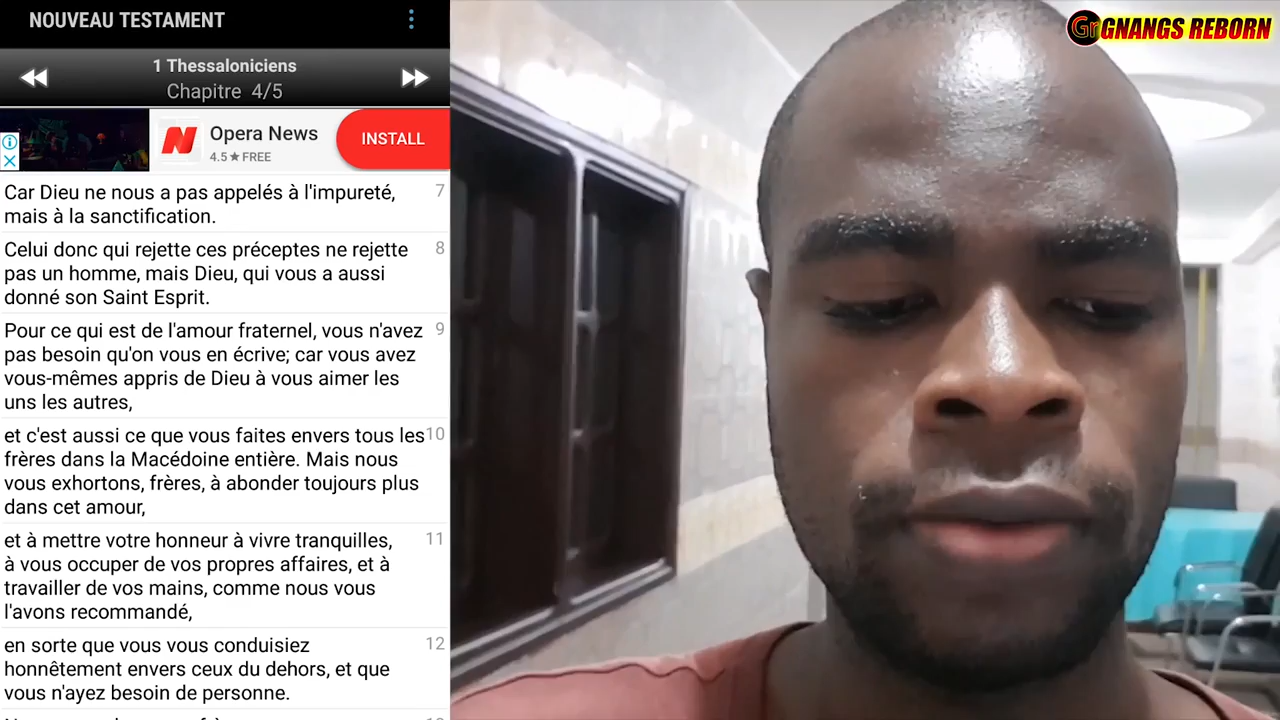 NOUVEAU TESTAMENT
1 Thessaloniciens
Chapitre 4/5
Opera News
4.5★FREE
INSTALL
Car Dieu ne nous a pas appelés à l'impureté, 7
mais à la sanctification.
Celui donc qui rejette ces préceptes ne rejette 8
pas un homme, mais Dieu, qui vous a aussi
donné son Saint Esprit.
Pour ce qui est de l'amour fraternel, vous n'avez 9
pas besoin qu'on vous en écrive; car vous avez
vous-mêmes appris de Dieu à vous aimer les
uns les autres,
et c'est aussi ce que vous faites envers tous les 10
frères dans la Macédoine entière. Mais nous
vous exhortons, frères, à abonder toujours plus
dans cet amour,
et à mettre votre honneur à vivre tranquilles, 11
à vous occuper de vos propres affaires, et à
travailler de vos mains, comme nous vous
l'avons recommandé,
en sorte que vous vous conduisiez 12
honnêtement envers ceux du dehors, et que
vous n'ayez besoin de personne.
Gr GNANGS REBORN